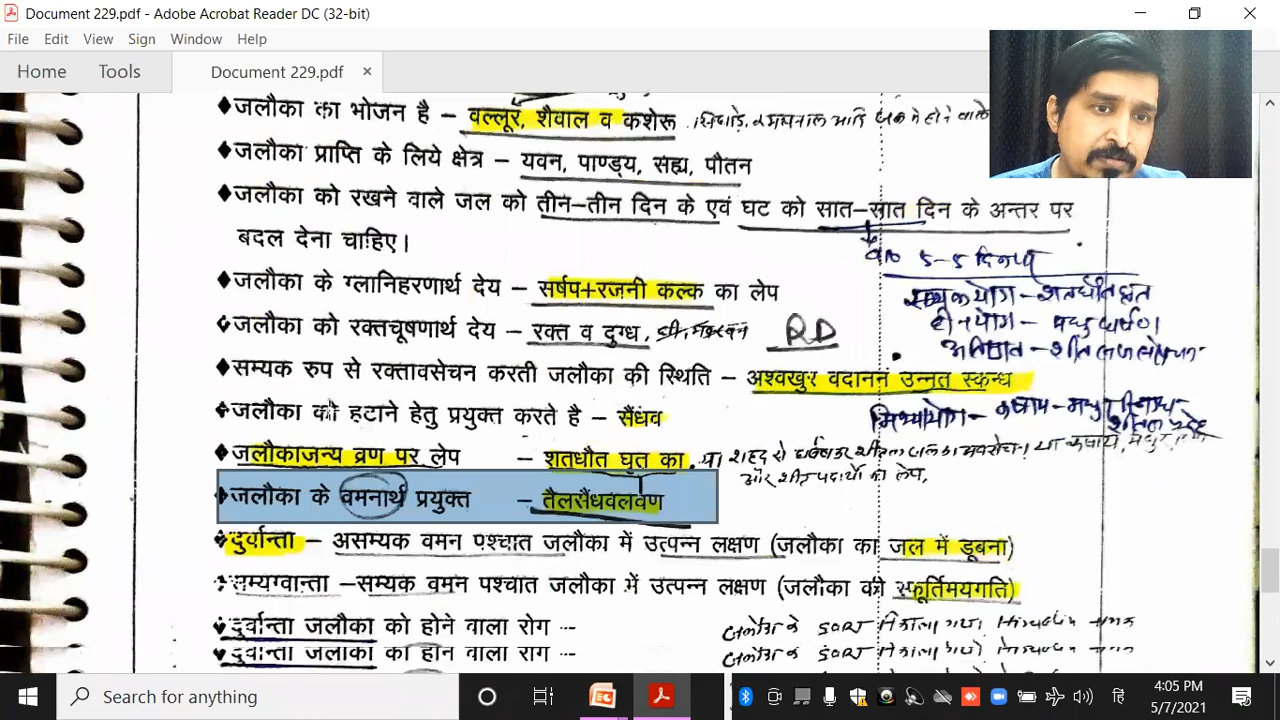 Document 229.pdf - Adobe Acrobat Reader DC (32-bit)
File Edit View Sign Window Help
Home Tools Document 229.pdf ×
♦जलौका का भोजन है – वल्लूर, शैवाल व कशेरू
♦जलौका प्राप्ति के लिये क्षेत्र – यवन, पाण्ड्य, सह्य, पौतन
♦जलौका को रखने वाले जल को तीन–तीन दिन के एवं घट को सात–सात दिन के अन्तर पर
बदल देना चाहिए।
♦जलौका के ग्लानिहरणार्थ देय – सर्षप+रजनी कल्क का लेप
सम्यक योग – शतधौत घृत
♦जलौका को रक्तचूषणार्थ देय – रक्त व दुग्ध, RD
हीन योग –
♦सम्यक रुप से रक्तावसेचन करती जलौका की स्थिति – अश्वखुर वदाननं उन्नत स्कन्ध
♦जलौका को हटाने हेतु प्रयुक्त करते है – सैंधव
मिथ्यायोग –
♦जलौकाजन्य व्रण पर लेप – शतधौत घृत का. या शहद से
और शीत पदार्थो का लेप,
♦जलौका के वमनार्थ प्रयुक्त – तैलसैंधवलवण
♦दुर्वान्ता – असम्यक वमन पश्चात जलौका में उत्पन्न लक्षण (जलौका का जल में डूबना)
♦सम्यग्वान्ता –सम्यक वमन पश्चात जलौका में उत्पन्न लक्षण (जलौका की स्फूर्तिमयगति)
♦दुर्वान्ता जलौका को होने वाला रोग --
♦दुर्वान्ता जलौका को होने वाला रोग --
Search for anything
हि
4:05 PM
5/7/2021